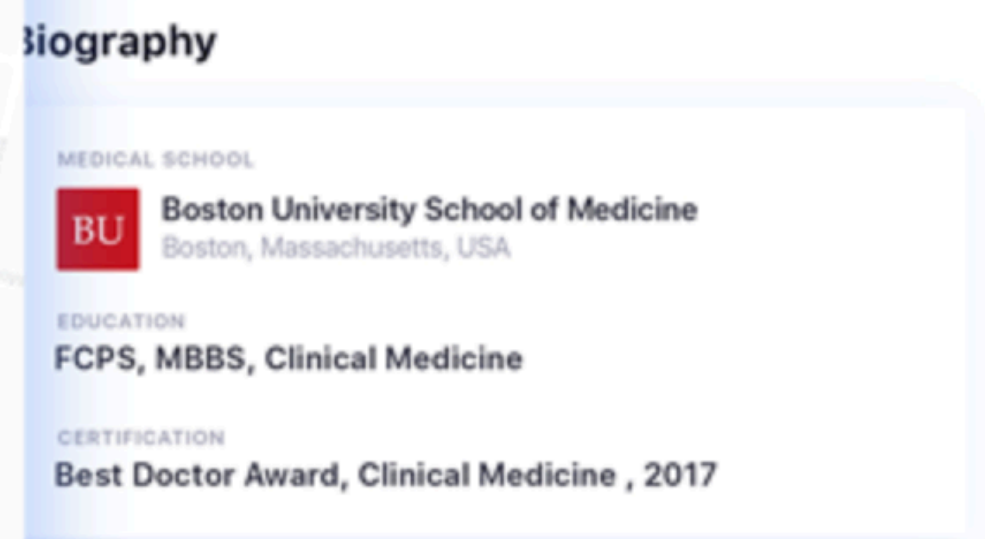 Biography
MEDICAL SCHOOL
BU
Boston University School of Medicine
Boston, Massachusetts, USA
EDUCATION
FCPS, MBBS, Clinical Medicine
CERTIFICATION
Best Doctor Award, Clinical Medicine , 2017